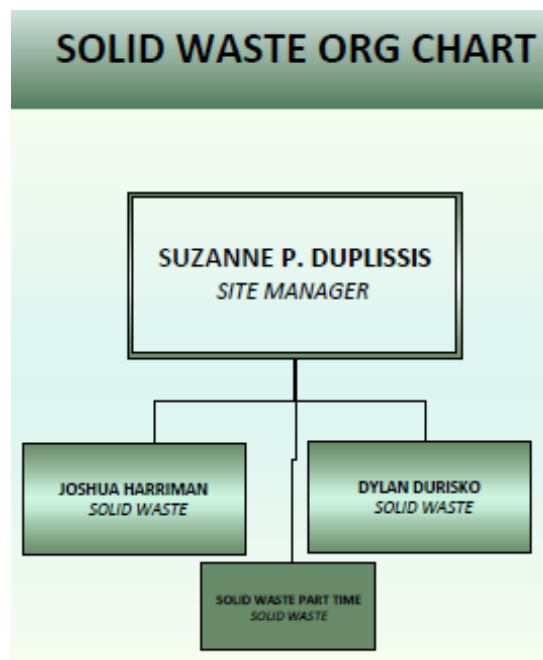 SOLID WASTE ORG CHART
SUZANNE P. DUPLISSIS
SITE MANAGER
JOSHUA HARRIMAN
SOLID WASTE
DYLAN DURISKO
SOLID WASTE
SOLID WASTE PART TIME
SOLID WASTE